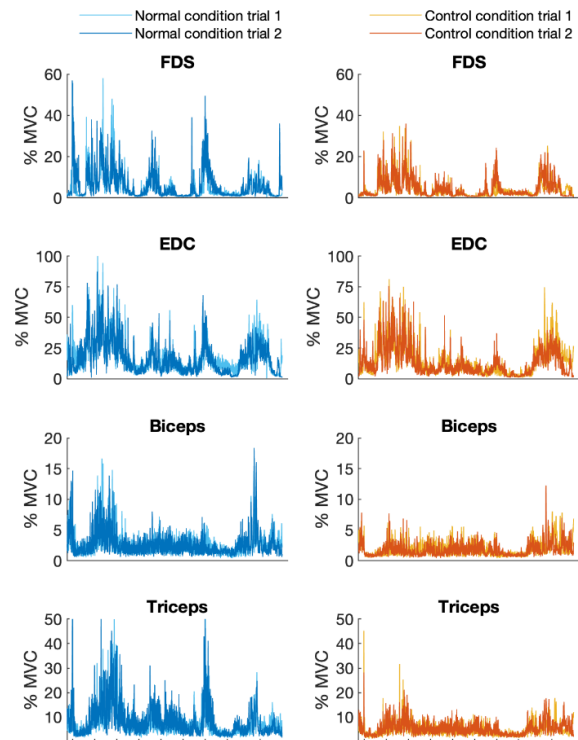 Normal condition trial 1
Normal condition trial 2
Control condition trial 1
Control condition trial 2
FDS
FDS
% MVC
60
40
20
0
% MVC
60
40
20
0
EDC
EDC
% MVC
100
75
50
25
0
% MVC
100
75
50
25
0
Biceps
Biceps
% MVC
20
15
10
5
0
% MVC
20
15
10
5
0
Triceps
Triceps
% MVC
50
40
30
20
10
% MVC
50
40
30
20
10